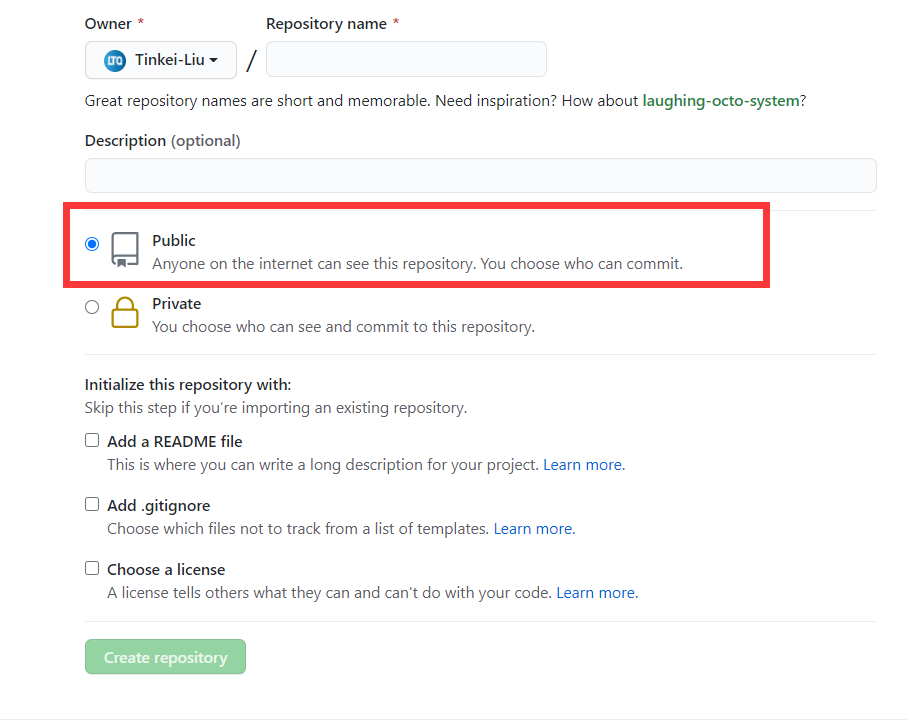 Owner * Repository name *
LTQ Tinkei-Liu /
Great repository names are short and memorable. Need inspiration? How about laughing-octo-system?
Description (optional)
Public
Anyone on the internet can see this repository. You choose who can commit.
Private
You choose who can see and commit to this repository.
Initialize this repository with:
Skip this step if you’re importing an existing repository.
Add a README file
This is where you can write a long description for your project. Learn more.
Add .gitignore
Choose which files not to track from a list of templates. Learn more.
Choose a license
A license tells others what they can and can't do with your code. Learn more.
Create repository